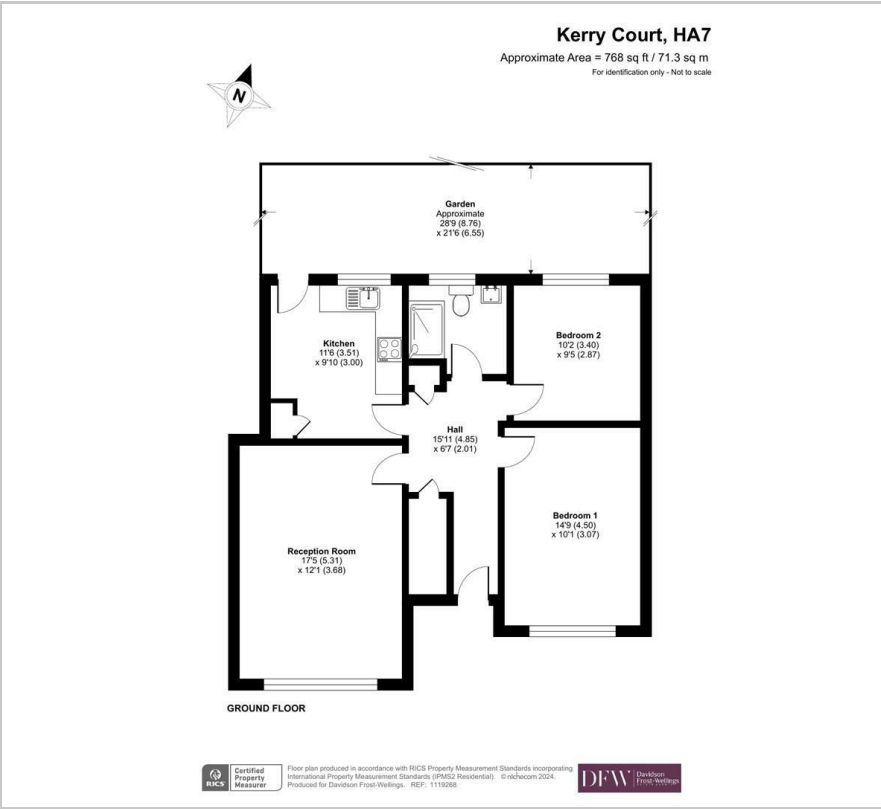 Kerry Court, HA7
Approximate Area = 768 sq ft / 71.3 sq m
For identification only - Not to scale
N
Garden
Approximate
28'9 (8.76)
x 21'6 (6.55)
Kitchen
11'6 (3.51)
x 9'10 (3.00)
Bedroom 2
10'2 (3.40)
x 9'5 (2.87)
Hall
15'11 (4.85)
x 6'7 (2.01)
Bedroom 1
14'9 (4.50)
x 10'1 (3.07)
Reception Room
17'5 (5.31)
x 12'1 (3.68)
GROUND FLOOR
RICS
Certified
Property
Measurer
Floor plan produced in accordance with RICS Property Measurement Standards incorporating
International Property Measurement Standards (IPMS2 Residential). © nichecom 2024.
Produced for Davidson Frost-Wellings. REF: 1119268
DFW
Davidson
Frost-Wellings